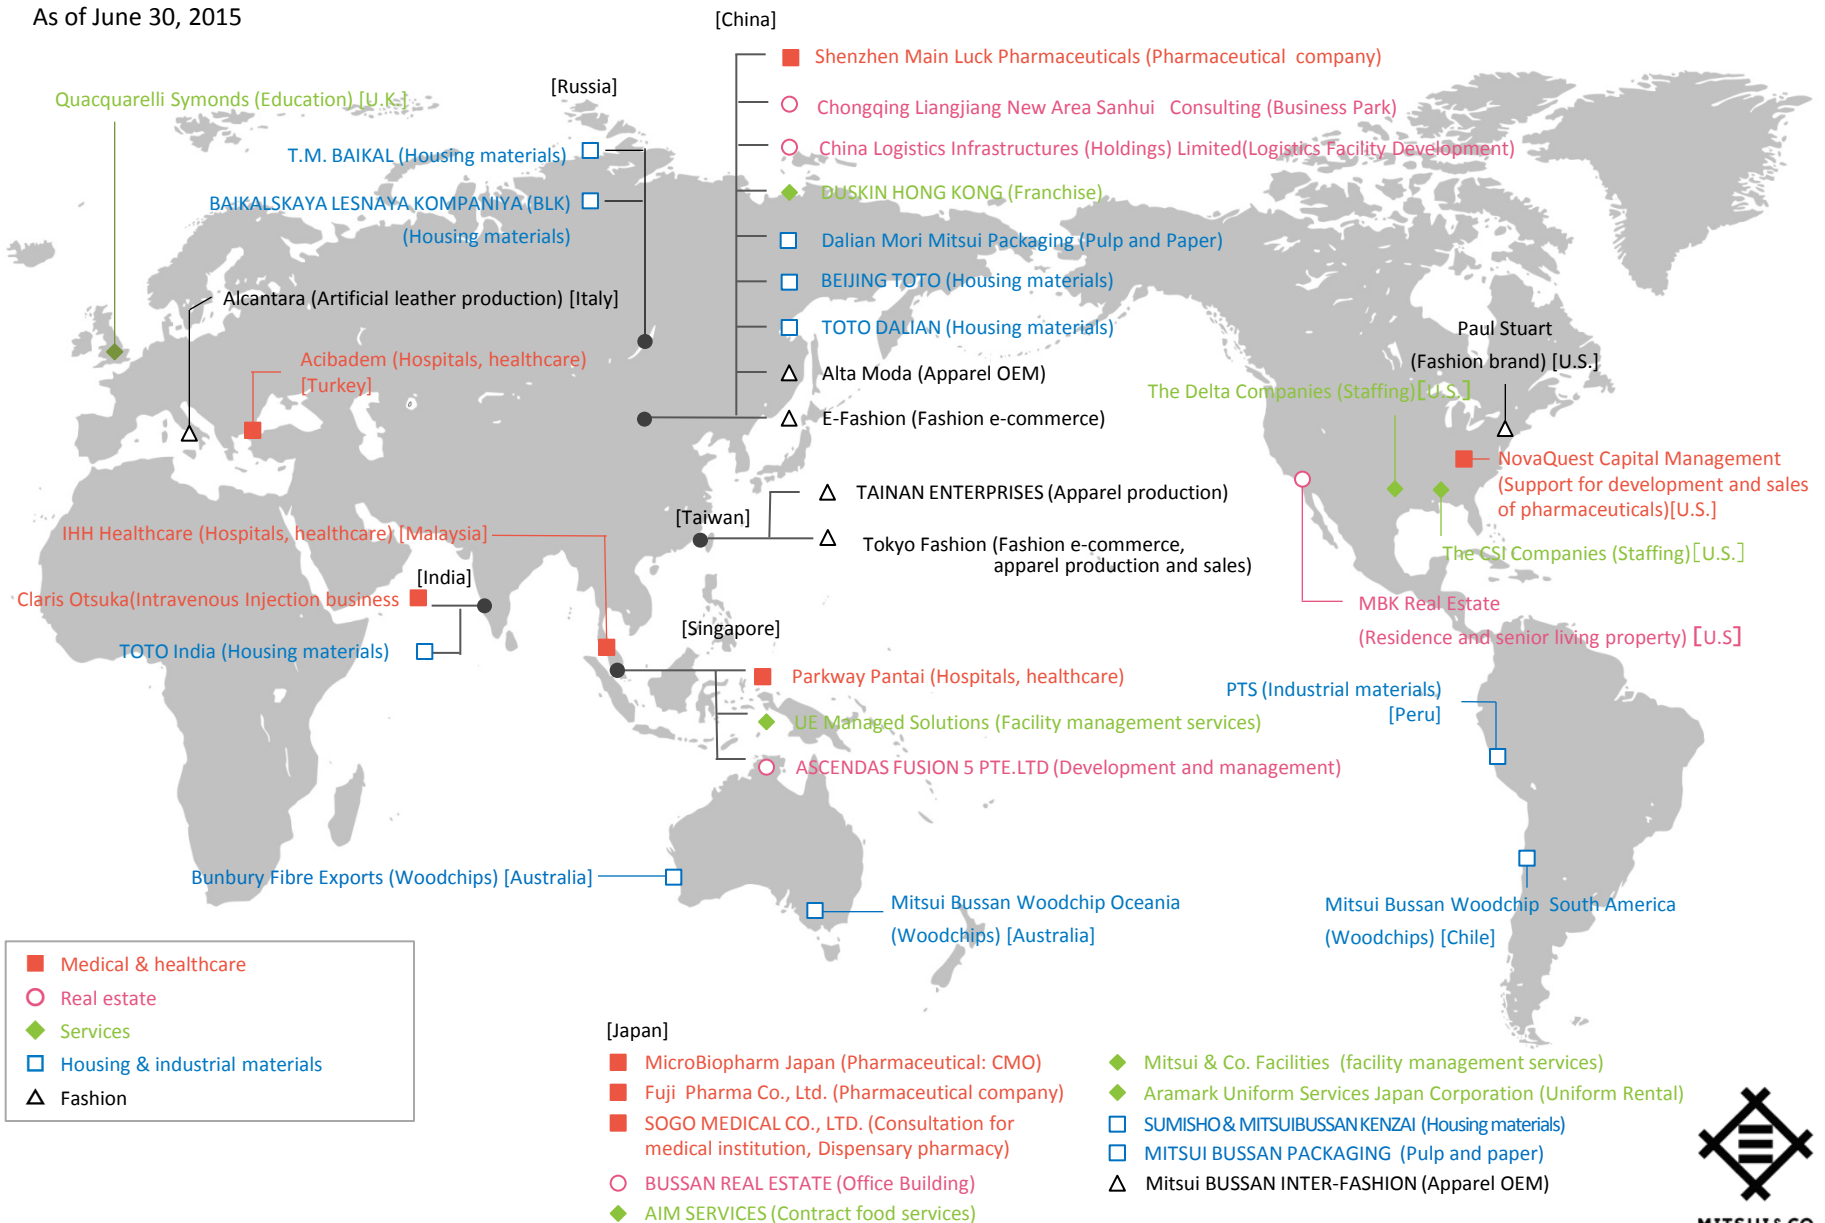 As of June 30, 2015
[China]
Shenzhen Main Luck Pharmaceuticals (Pharmaceutical company)
Chongqing Liangjiang New Area Sanhui Consulting (Business Park)
China Logistics Infrastructures (Holdings) Limited(Logistics Facility Development)
DUSKIN HONG KONG (Franchise)
Dalian Mori Mitsui Packaging (Pulp and Paper)
BEIJING TOTO (Housing materials)
TOTO DALIAN (Housing materials)
Alta Moda (Apparel OEM)
E-Fashion (Fashion e-commerce)
[Russia]
T.M. BAIKAL (Housing materials)
BAIKALSKAYA LESNAYA KOMPANIYA (BLK)
(Housing materials)
Quacquarelli Symonds (Education) [U.K.]
Alcantara (Artificial leather production) [Italy]
Acibadem (Hospitals, healthcare)
[Turkey]
Paul Stuart
(Fashion brand) [U.S.]
The Delta Companies (Staffing)[U.S.]
NovaQuest Capital Management
(Support for development and sales
of pharmaceuticals)[U.S.]
The CSI Companies (Staffing)[U.S.]
MBK Real Estate
(Residence and senior living property) [U.S]
[Taiwan]
TAINAN ENTERPRISES (Apparel production)
Tokyo Fashion (Fashion e-commerce,
apparel production and sales)
IHH Healthcare (Hospitals, healthcare) [Malaysia]
[India]
Claris Otsuka(Intravenous Injection business
TOTO India (Housing materials)
[Singapore]
Parkway Pantai (Hospitals, healthcare)
UE Managed Solutions (Facility management services)
ASCENDAS FUSION 5 PTE.LTD (Development and management)
PTS (Industrial materials)
[Peru]
Bunbury Fibre Exports (Woodchips) [Australia]
Mitsui Bussan Woodchip Oceania
(Woodchips) [Australia]
Mitsui Bussan Woodchip South America
(Woodchips) [Chile]
Medical & healthcare
Real estate
Services
Housing & industrial materials
Fashion
[Japan]
MicroBiopharm Japan (Pharmaceutical: CMO)
Fuji Pharma Co., Ltd. (Pharmaceutical company)
SOGO MEDICAL CO., LTD. (Consultation for
medical institution, Dispensary pharmacy)
BUSSAN REAL ESTATE (Office Building)
AIM SERVICES (Contract food services)
Mitsui & Co. Facilities (facility management services)
Aramark Uniform Services Japan Corporation (Uniform Rental)
SUMISHO & MITSUIBUSSAN KENZAI (Housing materials)
MITSUI BUSSAN PACKAGING (Pulp and paper)
Mitsui BUSSAN INTER-FASHION (Apparel OEM)
MITSUI & CO